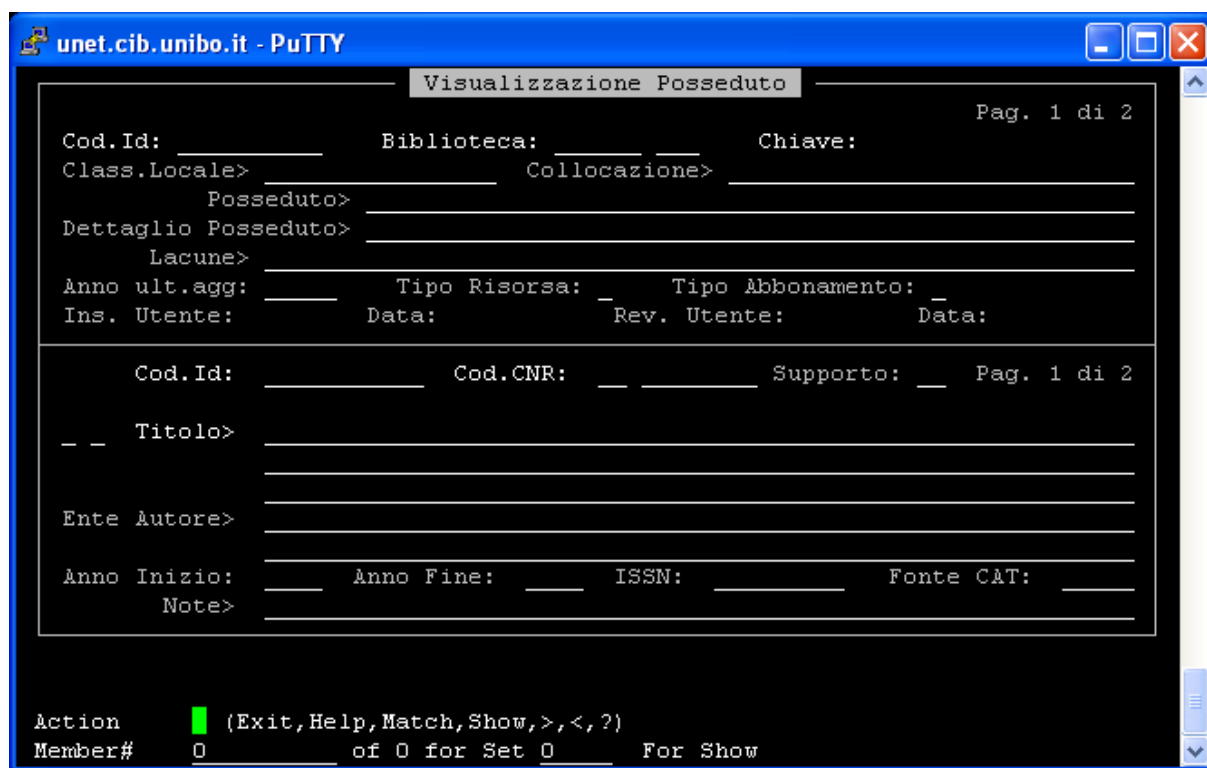 unet.cib.unibo.it - PuTTY
Visualizzazione Posseduto
Pag. 1 di 2
Cod.Id: Biblioteca: Chiave:
Class.Locale> Collocazione>
Posseduto>
Dettaglio Posseduto>
Lacune>
Anno ult.agg: Tipo Risorsa: Tipo Abbonamento:
Ins. Utente: Data: Rev. Utente: Data:
Cod.Id: Cod.CNR: Supporto: Pag. 1 di 2
Titolo>
Ente Autore>
Anno Inizio: Anno Fine: ISSN: Fonte CAT:
Note>
Action (Exit,Help,Match,Show,>,<,?)
Member# 0 of 0 for Set 0 For Show